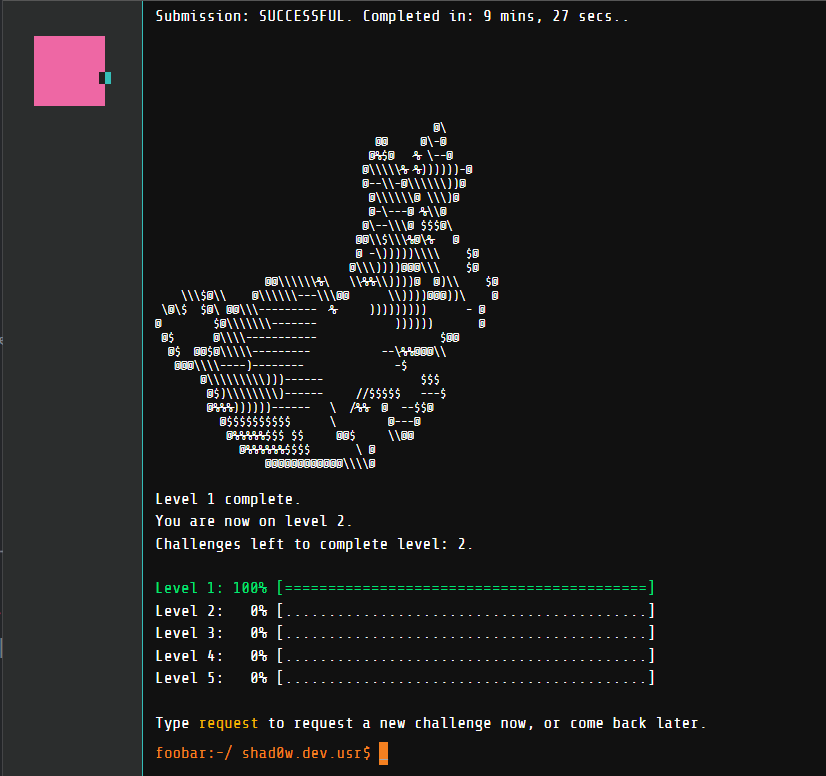 Submission: SUCCESSFUL. Completed in: 9 mins, 27 secs..
Level 1 complete.
You are now on level 2.
Challenges left to complete level: 2.
Level 1: 100% [==========================================]
Level 2:   0% [..........................................]
Level 3:   0% [..........................................]
Level 4:   0% [..........................................]
Level 5:   0% [..........................................]
Type request to request a new challenge now, or come back later.
foobar:~/ shad0w.dev.usr$